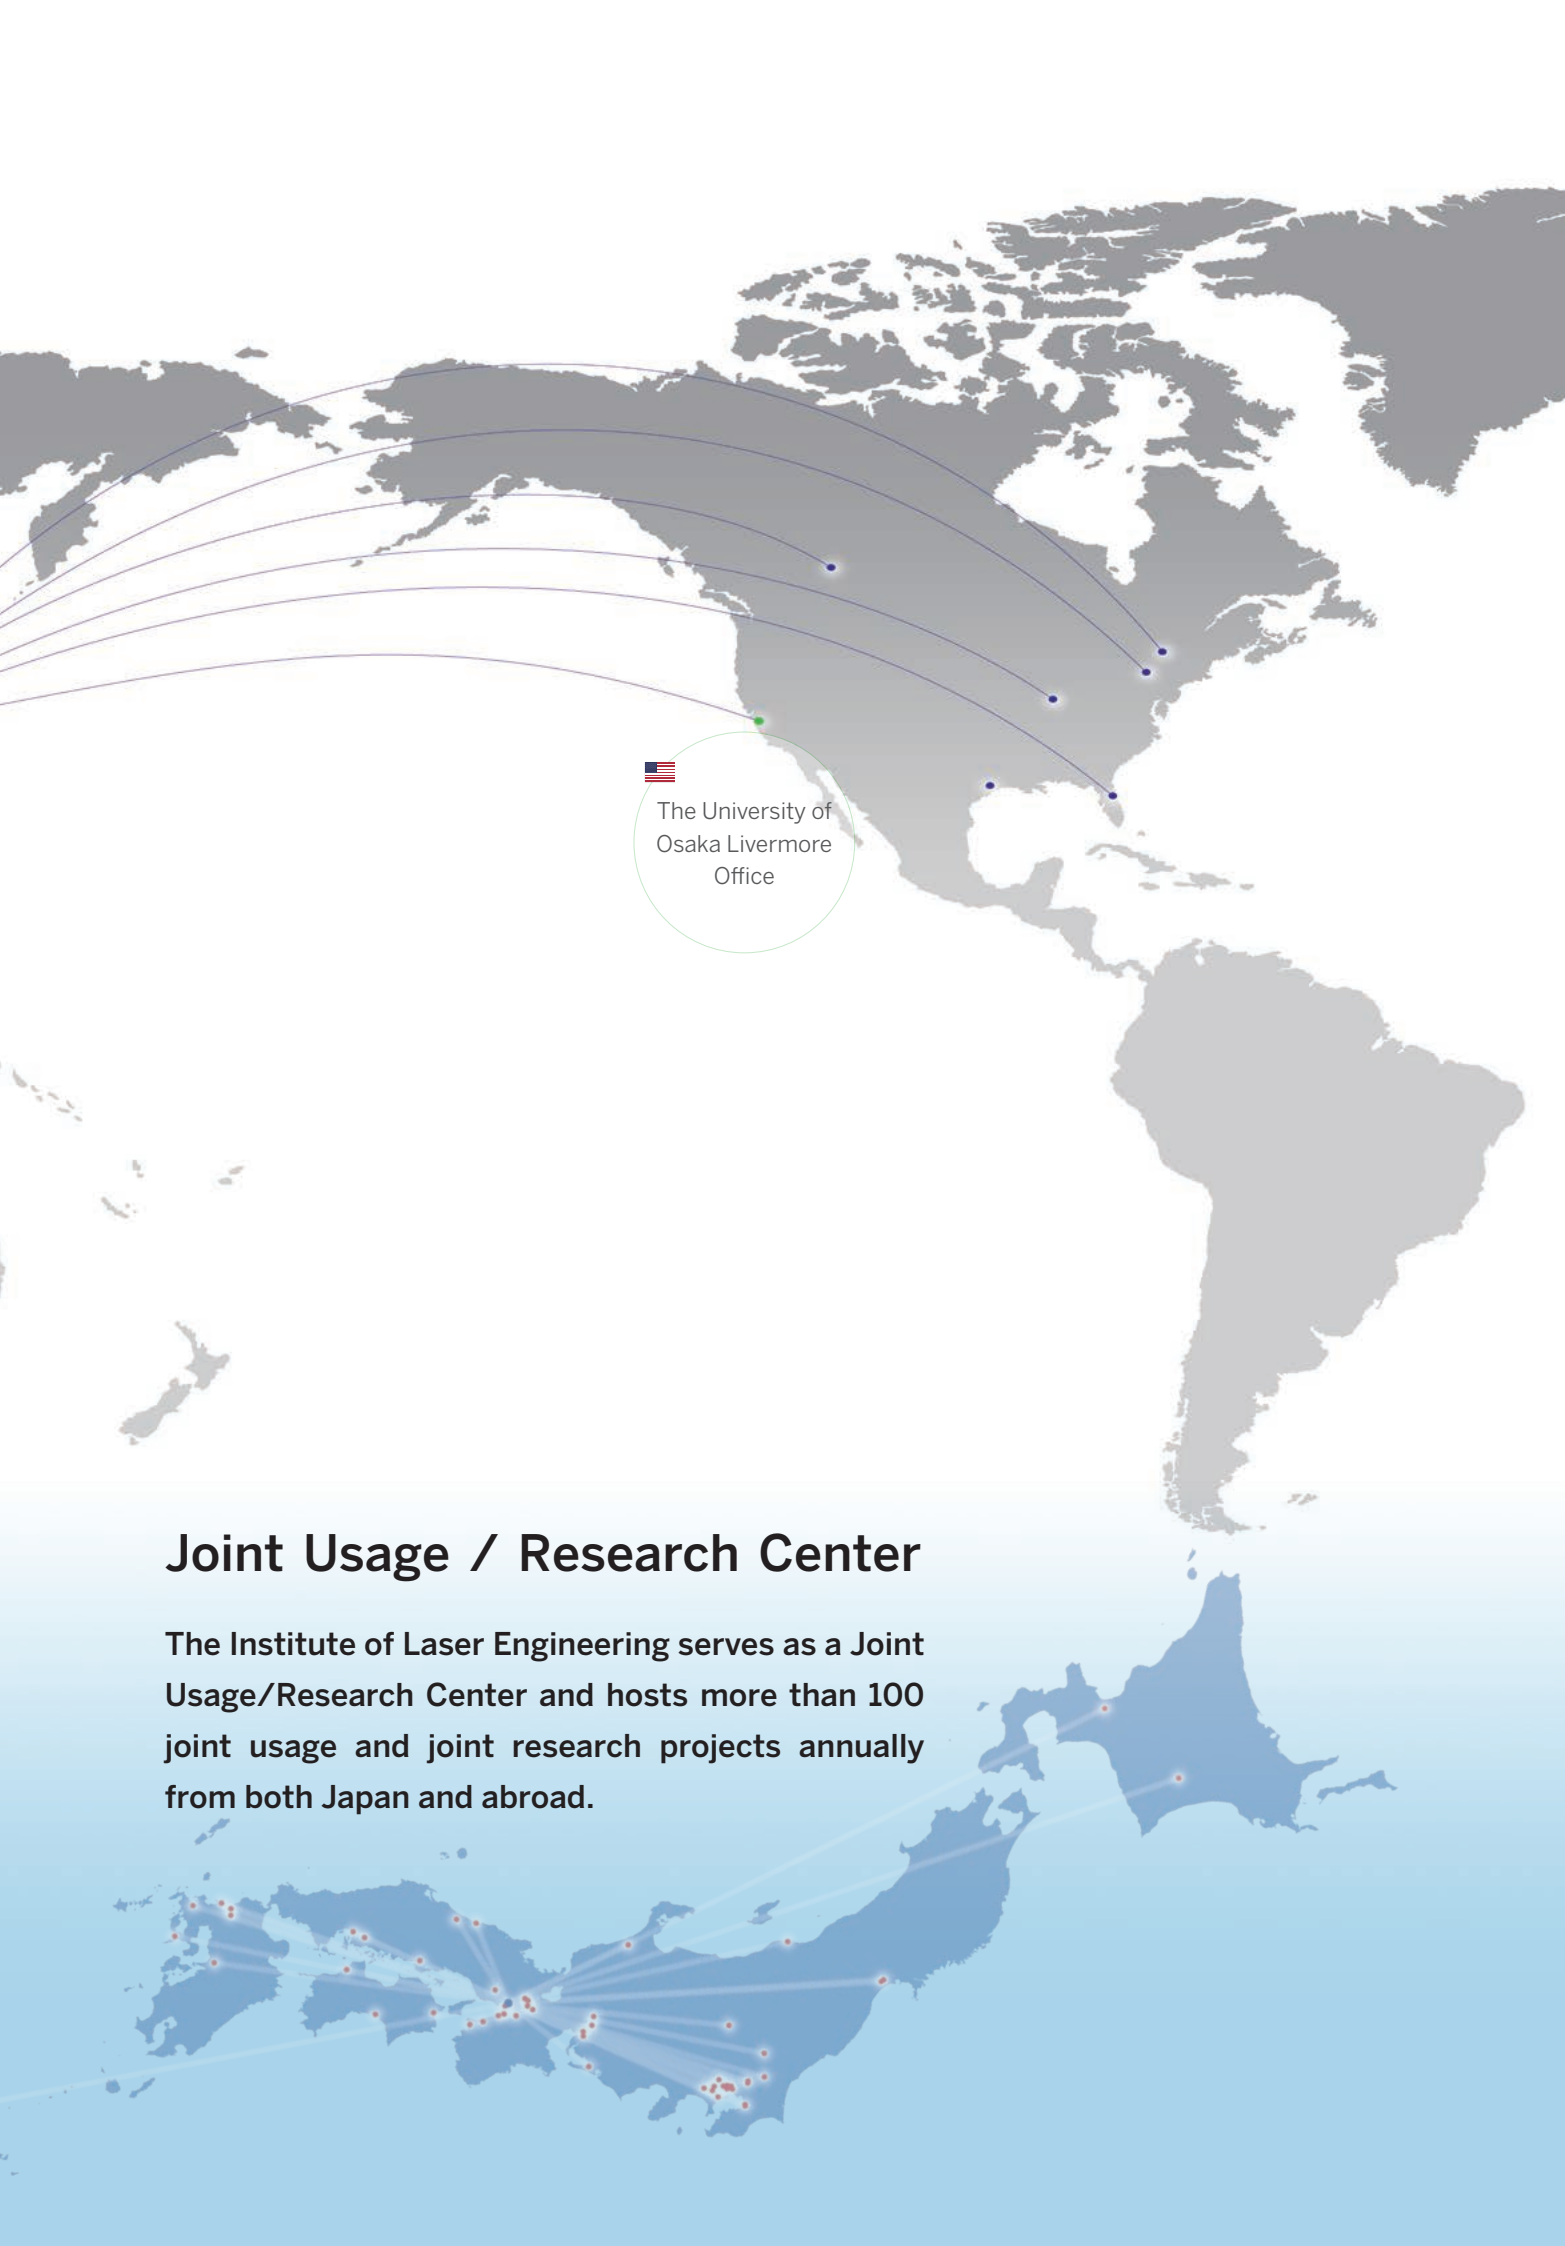 The University of
Osaka Livermore
Office
Joint Usage / Research Center
The Institute of Laser Engineering serves as a Joint
Usage/Research Center and hosts more than 100
joint usage and joint research projects annually
from both Japan and abroad.